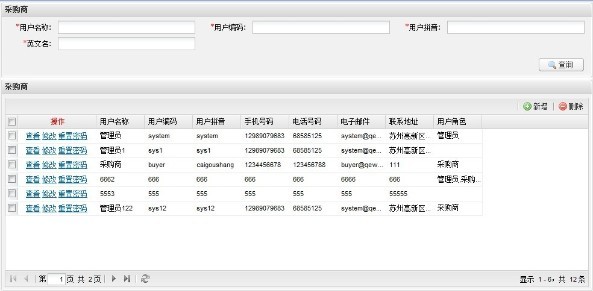 采购商
*用户名称: *用户编码: *用户拼音:
*英文名:
查询
采购商
新增 删除
操作 用户名称 用户编码 用户拼音 手机号码 电话号码 电子邮件 联系地址 用户角色
查看 修改 重置密码 管理员 system system 12989079683 68585125 system@qe... 苏州高新区... 管理员
查看 修改 重置密码 管理员1 sys1 sys1 12989079683 68585125 system@qe... 苏州高新区...
查看 修改 重置密码 采购商 buyer caigoushang 1234456678 123456788 buyer@qew... 111 采购商
查看 修改 重置密码 6662 666 666 666 666 6666 666 管理员,采购...
查看 修改 重置密码 5553 555 555 555 555 555 55555
查看 修改 重置密码 管理员122 sys12 sys12 12989079683 68585125 system@qe... 苏州高新区... 采购商
第 1 页 共 2 页 显示 1 - 6, 共 12 条